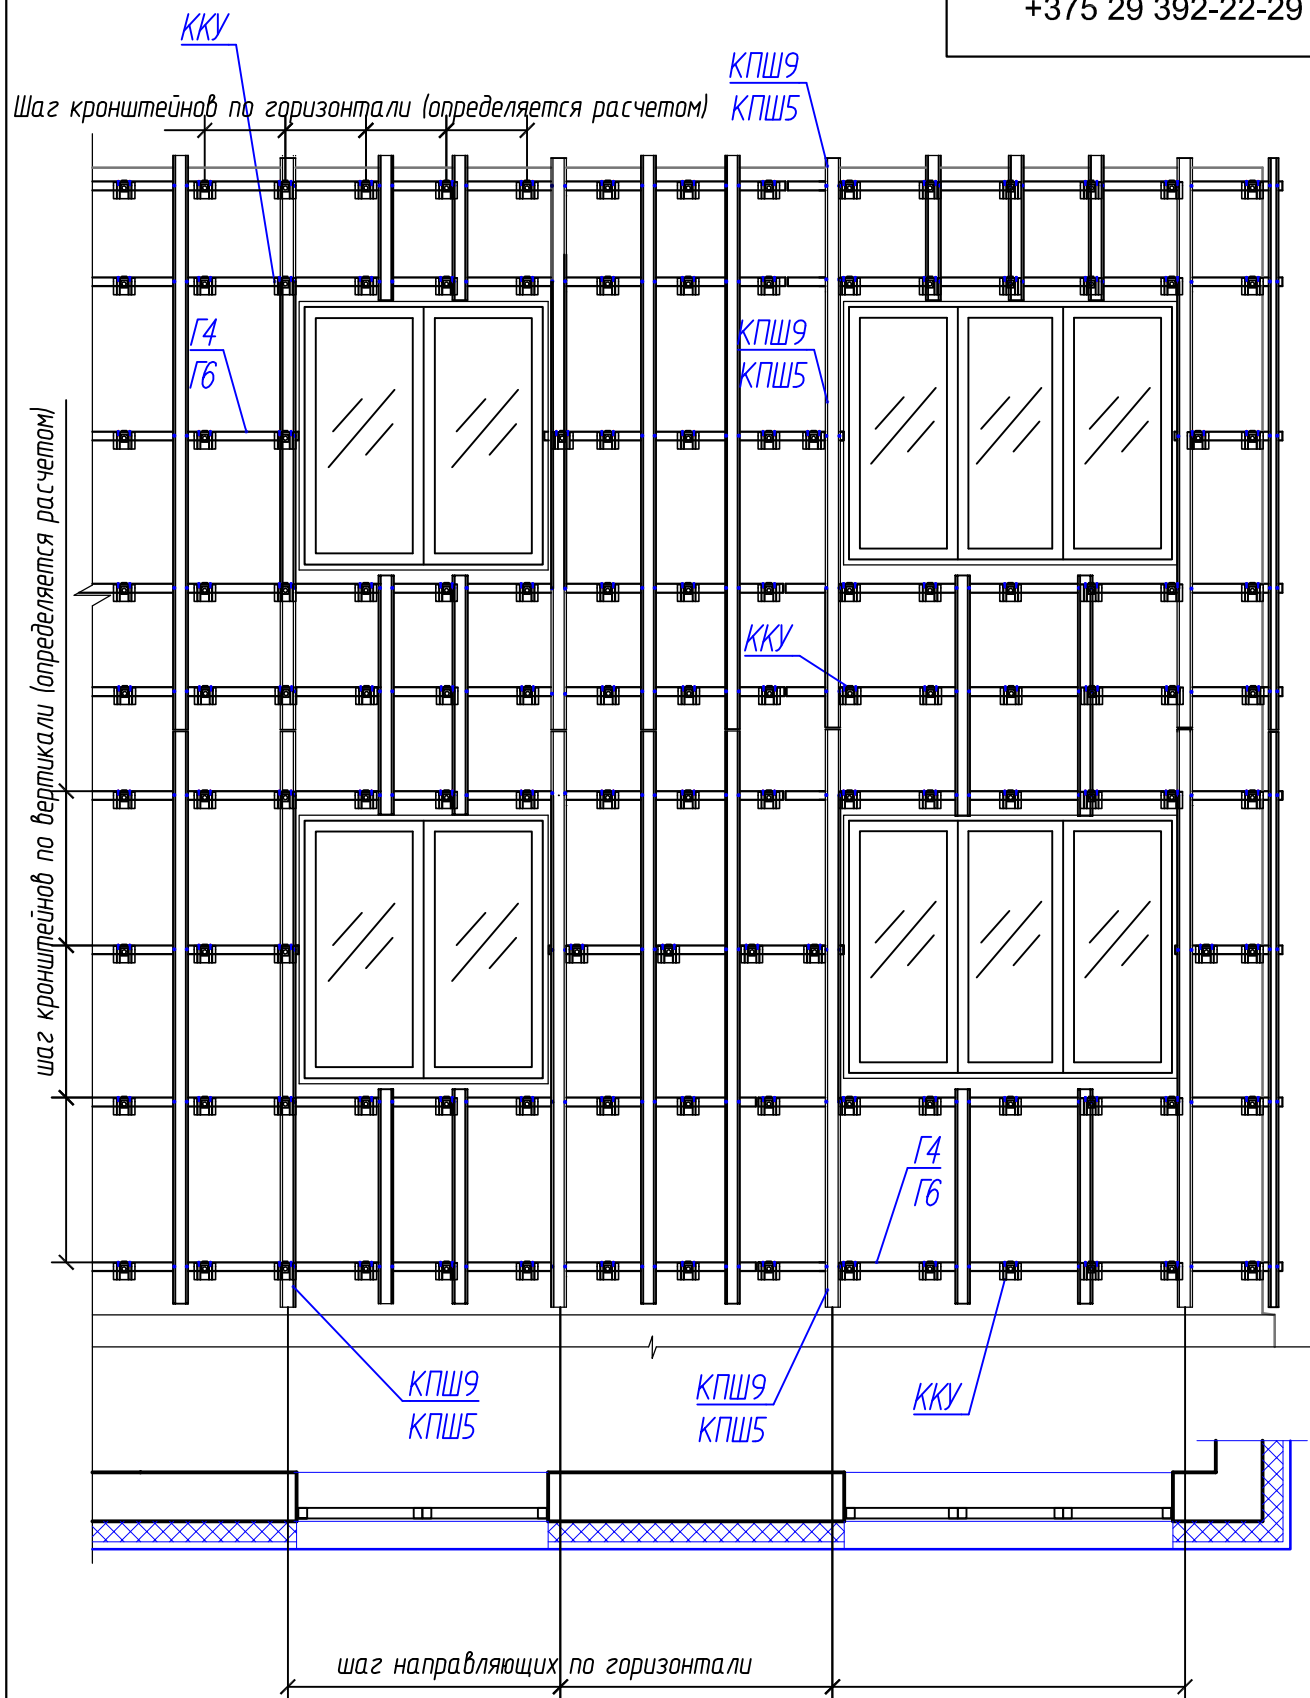 +375 29 392-22-29
ККУ
КПШ9
КПШ5
Шаг кронштейнов по горизонтали (определяется расчетом)
Г4
Г6
КПШ9
КПШ5
шаг кронштейнов по вертикали (определяется расчетом)
ККУ
Г4
Г6
КПШ9
КПШ5
КПШ9
КПШ5
ККУ
шаг направляющих по горизонтали